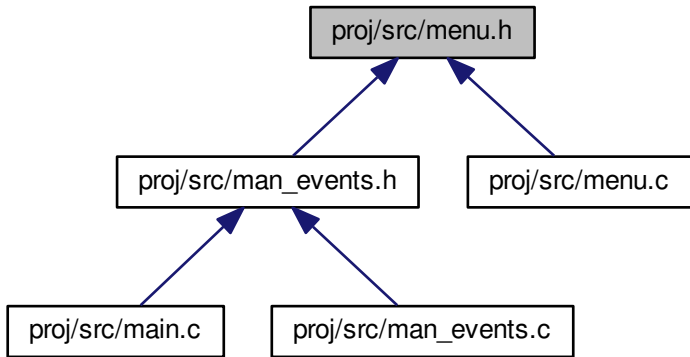 proj/src/menu.h
proj/src/man_events.h
proj/src/menu.c
proj/src/main.c
proj/src/man_events.c